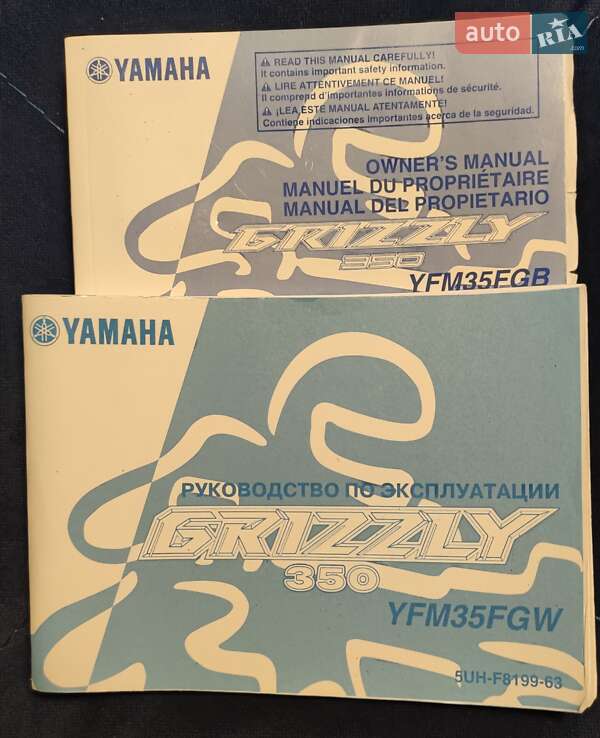 auto RIA.com
YAMAHA
READ THIS MANUAL CAREFULLY!
It contains important safety information.
LIRE ATTENTIVEMENT CE MANUEL!
Il comprend d'importantes informations de sécurité.
¡LEA ESTE MANUAL ATENTAMENTE!
Contiene indicaciones importantes acerca de la seguridad.
OWNER'S MANUAL
MANUEL DU PROPRIÉTAIRE
MANUAL DEL PROPIETARIO
GRIZZLY
350
YFM35FGB
YAMAHA
РУКОВОДСТВО ПО ЭКСПЛУАТАЦИИ
GRIZZLY
350
YFM35FGW
5UH-F8199-63